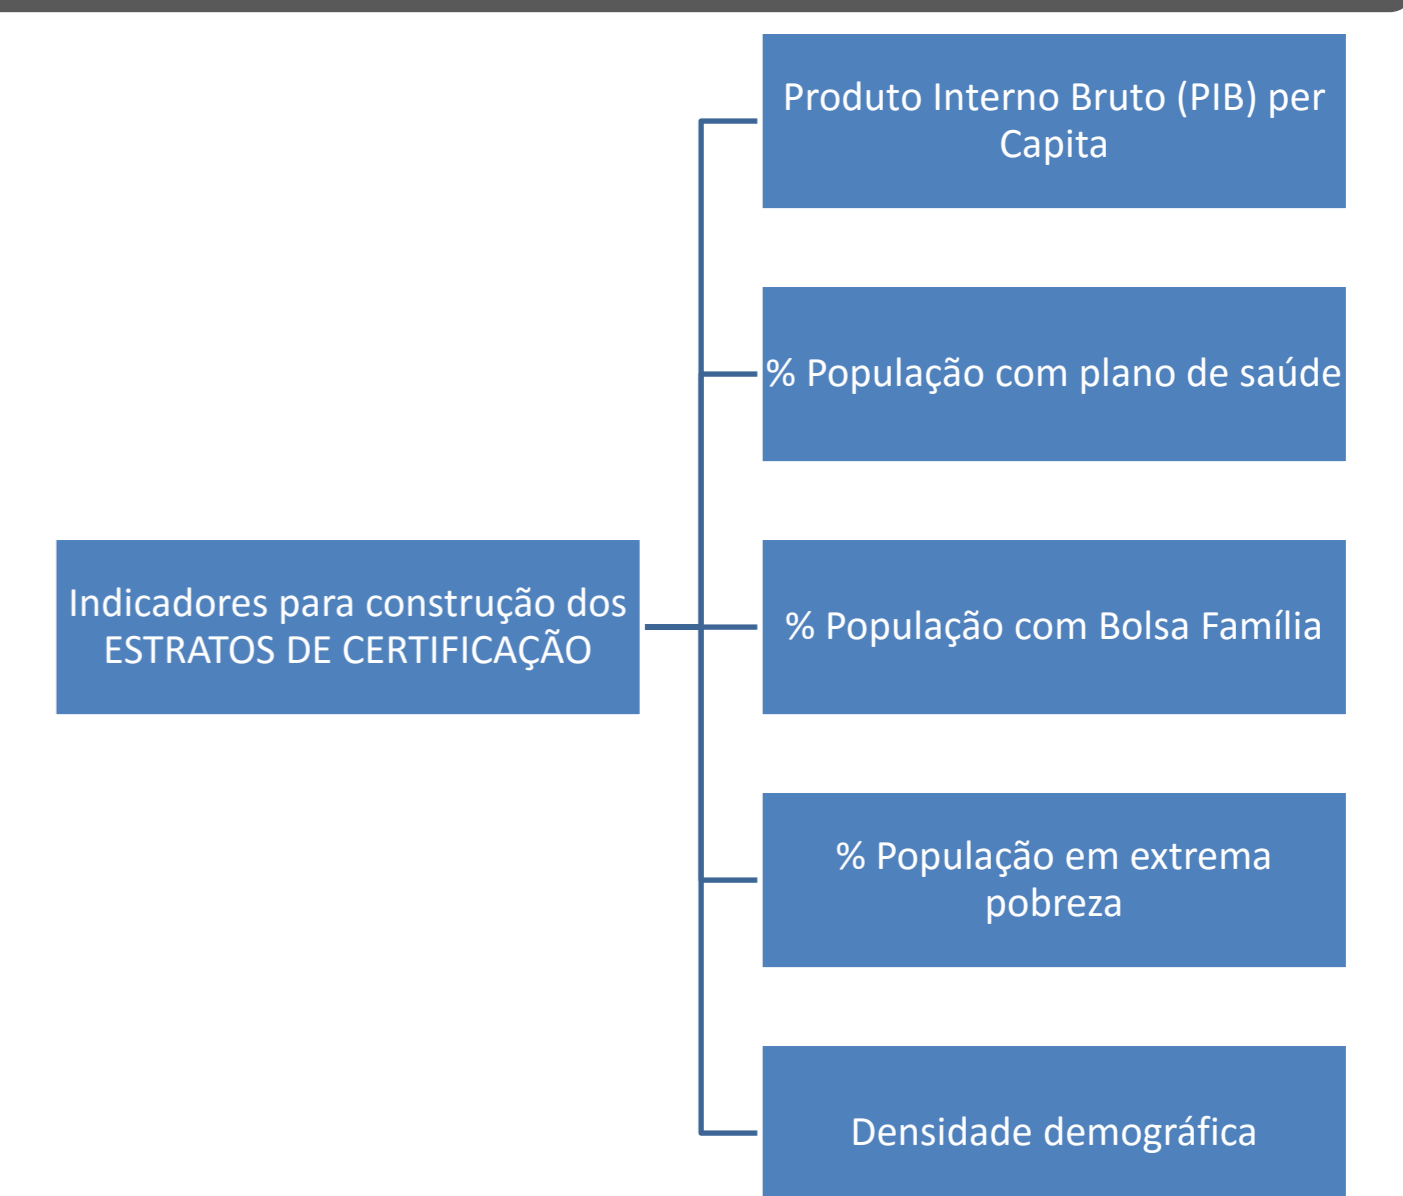 Produto Interno Bruto (PIB) per
Capita
% População com plano de saúde
Indicadores para construção dos
ESTRATOS DE CERTIFICAÇÃO
% População com Bolsa Família
% População em extrema
pobreza
Densidade demográfica